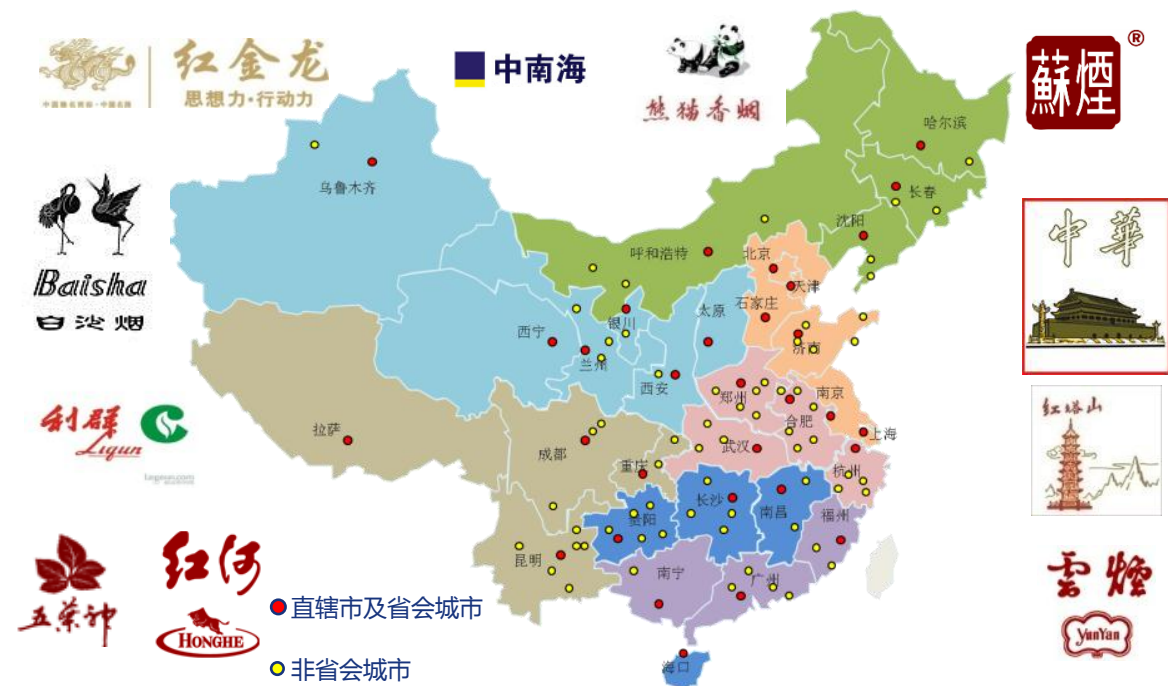 红金龙
思想力·行动力
中南海
熊猫香烟
蘇煙
®
哈尔滨
长春
乌鲁木齐
沈阳
中華
呼和浩特
北京
天津
Baisha
白沙烟
石家庄
太原
银川
西宁
济南
兰州
西安
郑州
南京
红塔山
利群
Liqun
合肥
上海
拉萨
成都
武汉
重庆
杭州
长沙
南昌
贵阳
福州
五叶神
红河
HONGHE
昆明
南宁
广州
雲煙
YunYan
直辖市及省会城市
海口
非省会城市